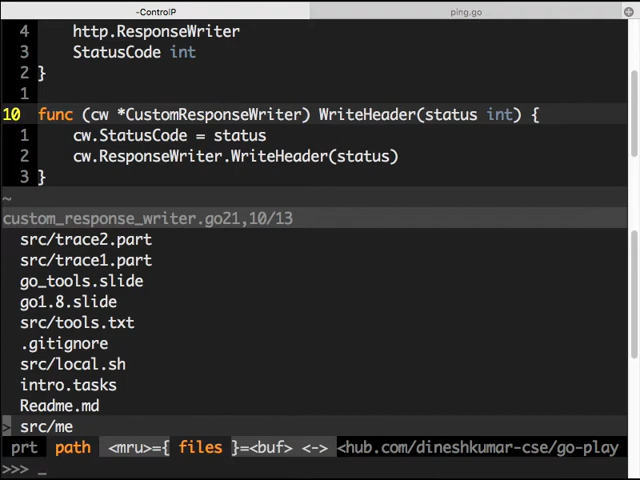 -ControlP ping.go
4 http.ResponseWriter
3 StatusCode int
2 }
1
10 func (cw *CustomResponseWriter) WriteHeader(status int) {
1 cw.StatusCode = status
2 cw.ResponseWriter.WriteHeader(status)
3 }
~
custom_response_writer.go21,10/13
src/trace2.part
src/trace1.part
go_tools.slide
go1.8.slide
src/tools.txt
.gitignore
src/local.sh
intro.tasks
Readme.md
> src/me
prt path <mru>={ files }=<buf> <-> <hub.com/dineshkumar-cse/go-play
>>> _